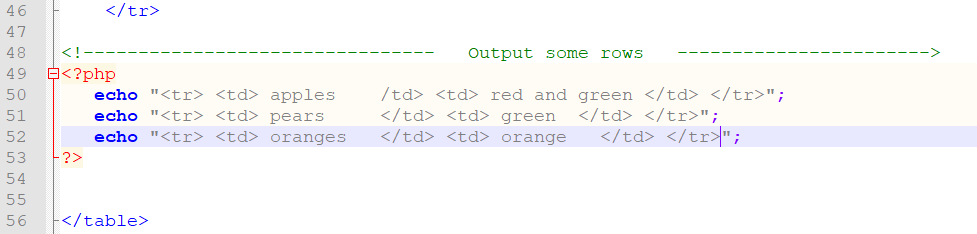 46     </tr>
47
48 <!--------------------------------   Output some rows   ----------------------->
49 <?php
50    echo "<tr> <td> apples    /td> <td> red and green </td> </tr>";
51    echo "<tr> <td> pears     </td> <td> green  </td> </tr>";
52    echo "<tr> <td> oranges   </td> <td> orange   </td> </tr>";
53 ?>
54
55
56 </table>